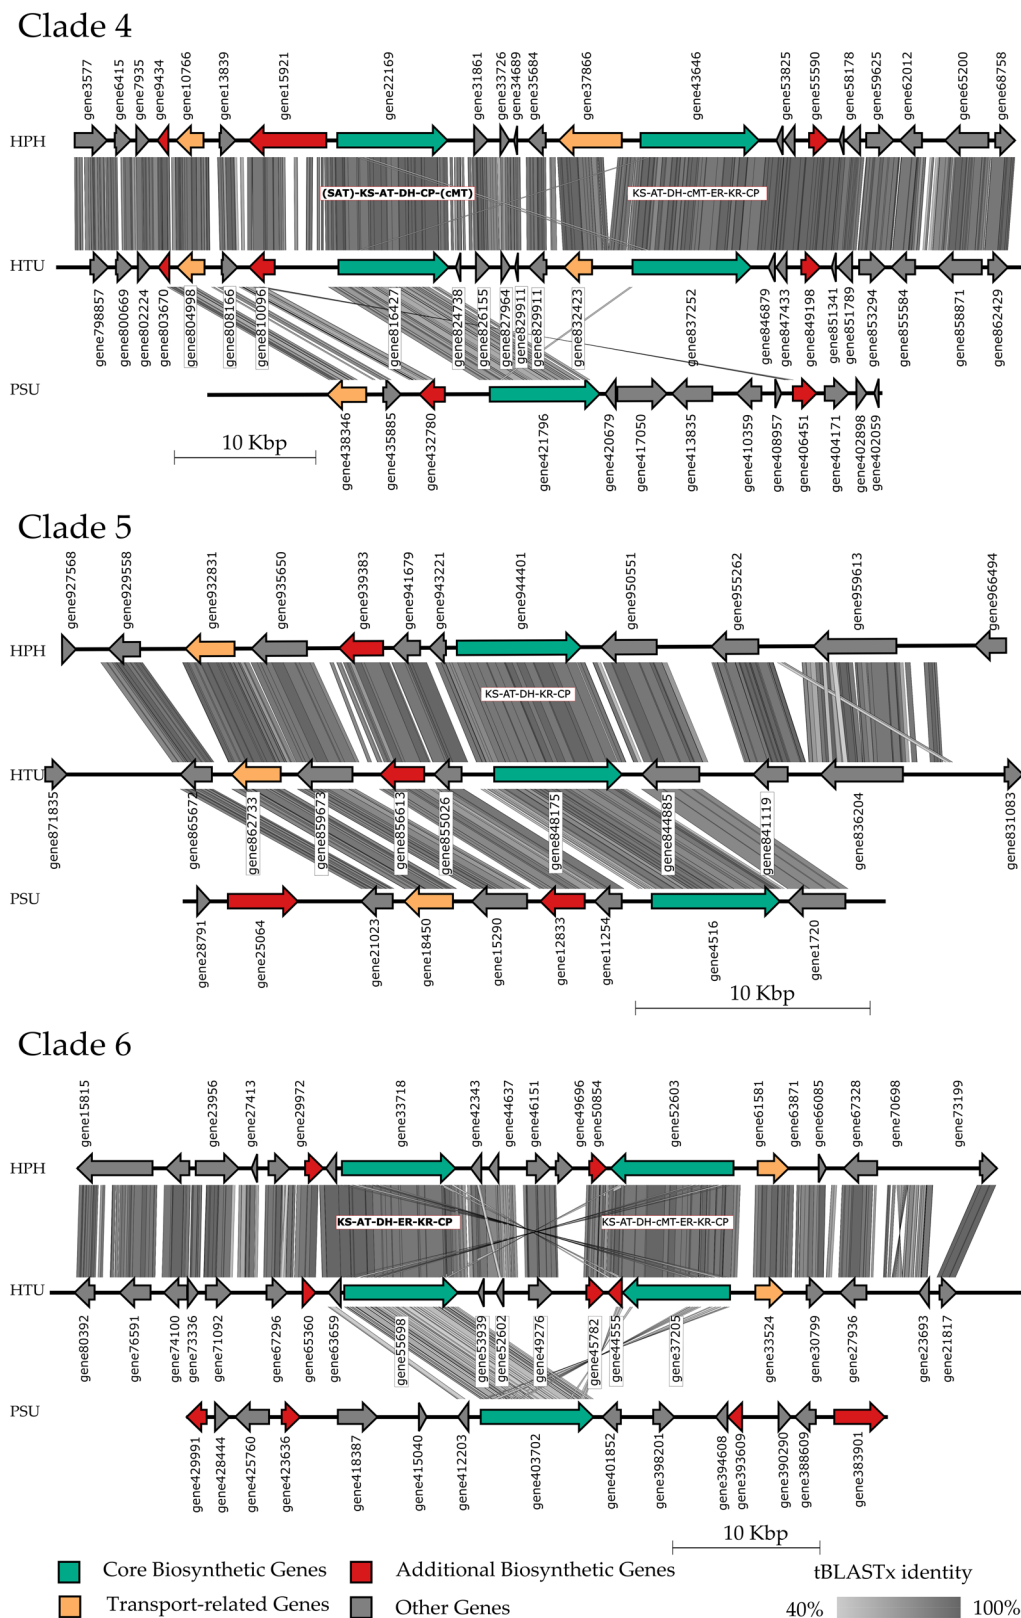 Clade 4
gene3577 gene6415 gene7935 gene9434 gene10766 gene13839 gene15921 gene22169 gene31861 gene33726 gene34689 gene35684 gene37866 gene43646 gene53825 gene55590 gene58178 gene59625 gene62012 gene65200 gene68758
HPH
(SAT)-KS-AT-DH-CP-(cMT) KS-AT-DH-cMT-ER-KR-CP
HTU
gene798857 gene800669 gene802224 gene803670 gene804998 gene808166 gene810096 gene816427 gene824738 gene826155 gene827964 gene829911 gene829911 gene832423 gene837252 gene846879 gene847433 gene849198 gene851341 gene851789 gene853294 gene855584 gene858871 gene862429
PSU
10 Kbp
gene438346 gene435885 gene432780 gene421796 gene420679 gene417050 gene413835 gene410359 gene408957 gene406451 gene404171 gene402898 gene402059
Clade 5
gene927568 gene929558 gene932831 gene935650 gene939383 gene941679 gene943221 gene944401 gene950551 gene955262 gene959613 gene966494
HPH
KS-AT-DH-KR-CP
HTU
gene871835 gene865672 gene862733 gene859673 gene856613 gene855026 gene848175 gene844885 gene841119 gene836204 gene831083
PSU
gene28791 gene25064 gene21023 gene18450 gene15290 gene12833 gene11254 gene4516 gene1720
10 Kbp
Clade 6
gene15815 gene23956 gene27413 gene29972 gene33718 gene42343 gene44637 gene46151 gene49696 gene50854 gene52603 gene61581 gene63871 gene66085 gene67328 gene70698 gene73199
HPH
KS-AT-DH-ER-KR-CP KS-AT-DH-cMT-ER-KR-CP
HTU
gene80392 gene76591 gene74100 gene73336 gene71092 gene67296 gene65360 gene63659 gene55698 gene53939 gene52602 gene49276 gene45782 gene44555 gene37205 gene33524 gene30799 gene27936 gene23693 gene21817
PSU
gene429991 gene428444 gene425760 gene423636 gene418387 gene415040 gene412203 gene403702 gene401852 gene398201 gene394608 gene393609 gene390290 gene388609 gene383901
10 Kbp
Core Biosynthetic Genes Additional Biosynthetic Genes tBLASTx identity
Transport-related Genes Other Genes 40% 100%